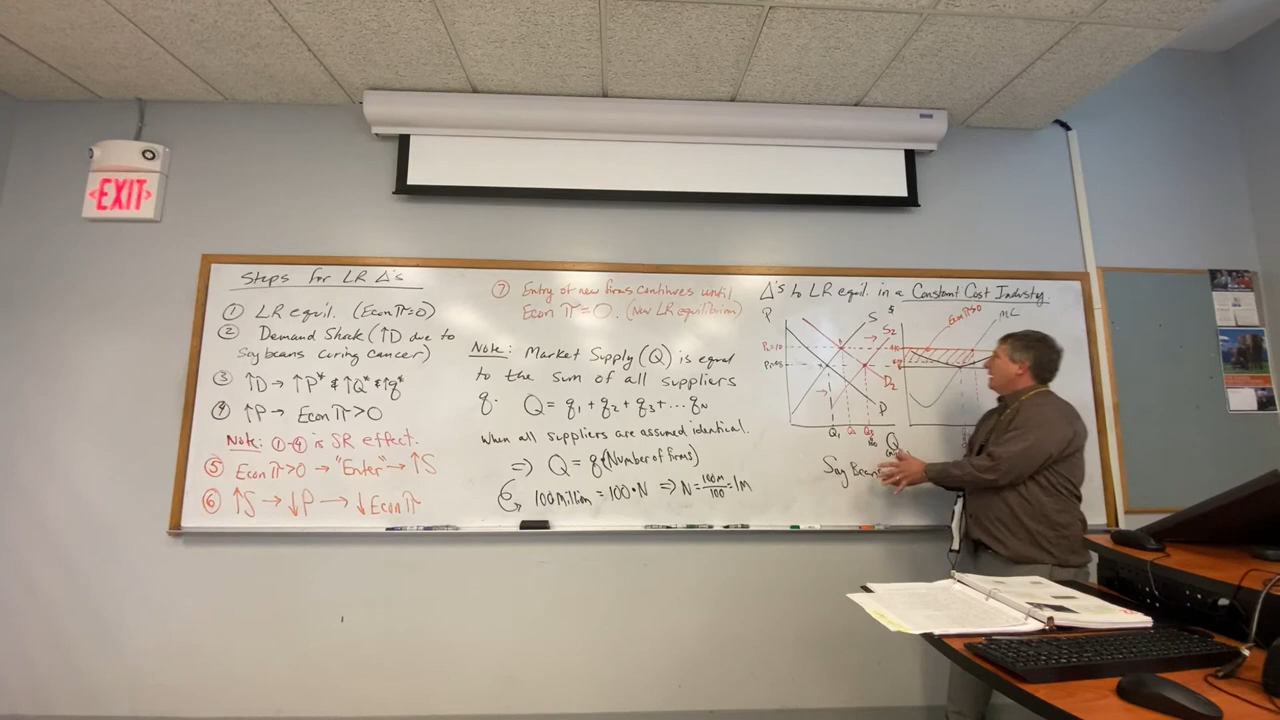 EXIT
Steps for LR Δ's
① LR equil. (Econ π=0)
② Demand Shock (↑D due to
Soybeans curing cancer)
③ ↑D → ↑P* & ↑Q* & ↑q*
④ ↑P → Econ π>0
Note: ①-④ is SR effect.
⑤ Econ π>0 → "Enter" → ↑S
⑥ ↑S → ↓P → ↓Econ π
⑦ Entry of new firms continues until
Econ π=0. (New LR equilibrium)
Note: Market Supply (Q) is equal
to the sum of all suppliers
q. Q = q₁ + q₂ + q₃ + ... qN
When all suppliers are assumed identical.
⇒ Q = q(Number of firms)
100 Million = 100•N ⇒ N = 100M/100 = 1M
Δ's to LR equil. in a Constant Cost Industry.
P
S
S₂
D
D₂
Q₁
Q₂
Q₃
Q
Soy Beans
$
Econ π>0
MC